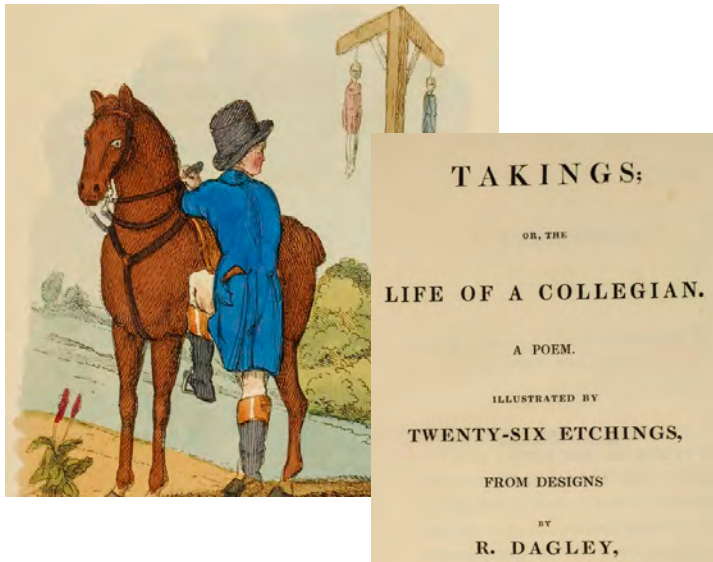 TAKINGS;
OR, THE
LIFE OF A COLLEGIAN.
A POEM.
ILLUSTRATED BY
TWENTY-SIX ETCHINGS,
FROM DESIGNS
BY
R. DAGLEY,